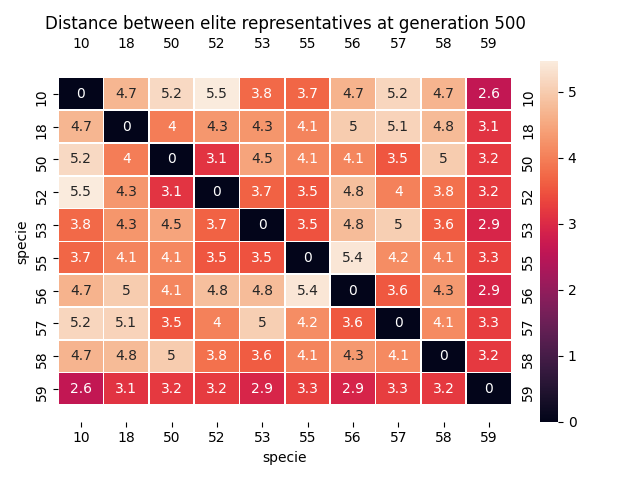 Distance between elite representatives at generation 500
10 18 50 52 53 55 56 57 58 59
10 0 4.7 5.2 5.5 3.8 3.7 4.7 5.2 4.7 2.6 10
18 4.7 0 4 4.3 4.3 4.1 5 5.1 4.8 3.1 18
50 5.2 4 0 3.1 4.5 4.1 4.1 3.5 5 3.2 50
52 5.5 4.3 3.1 0 3.7 3.5 4.8 4 3.8 3.2 52
53 3.8 4.3 4.5 3.7 0 3.5 4.8 5 3.6 2.9 53
55 3.7 4.1 4.1 3.5 3.5 0 5.4 4.2 4.1 3.3 55
56 4.7 5 4.1 4.8 4.8 5.4 0 3.6 4.3 2.9 56
57 5.2 5.1 3.5 4 5 4.2 3.6 0 4.1 3.3 57
58 4.7 4.8 5 3.8 3.6 4.1 4.3 4.1 0 3.2 58
59 2.6 3.1 3.2 3.2 2.9 3.3 2.9 3.3 3.2 0 59
10 18 50 52 53 55 56 57 58 59
specie
specie
5
4
3
2
1
0